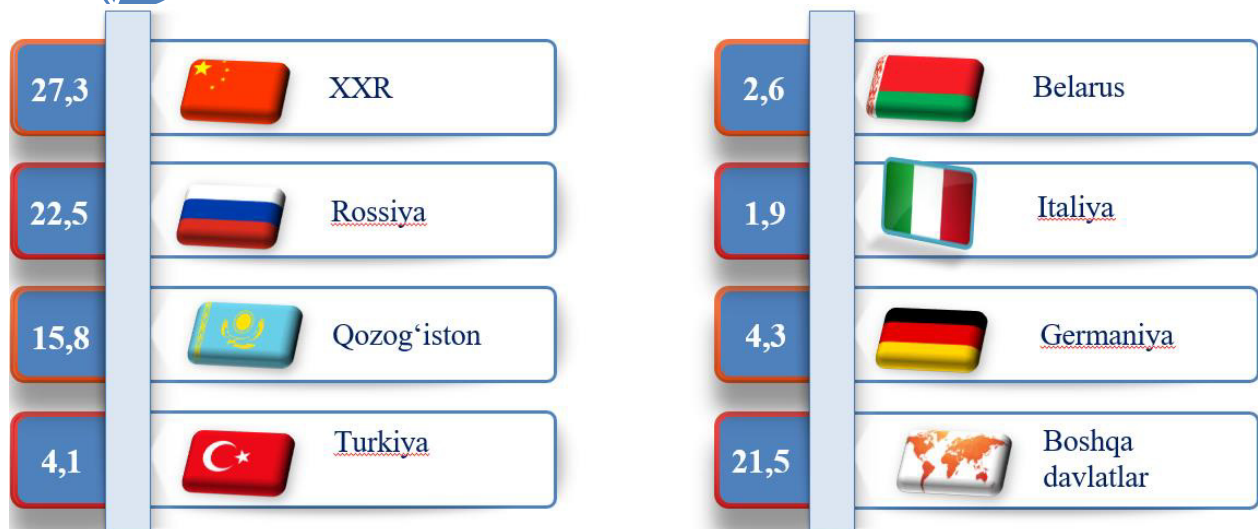 27,3
XXR
22,5
Rossiya
15,8
Qozog‘iston
4,1
Turkiya
2,6
Belarus
1,9
Italiya
4,3
Germaniya
21,5
Boshqa
davlatlar